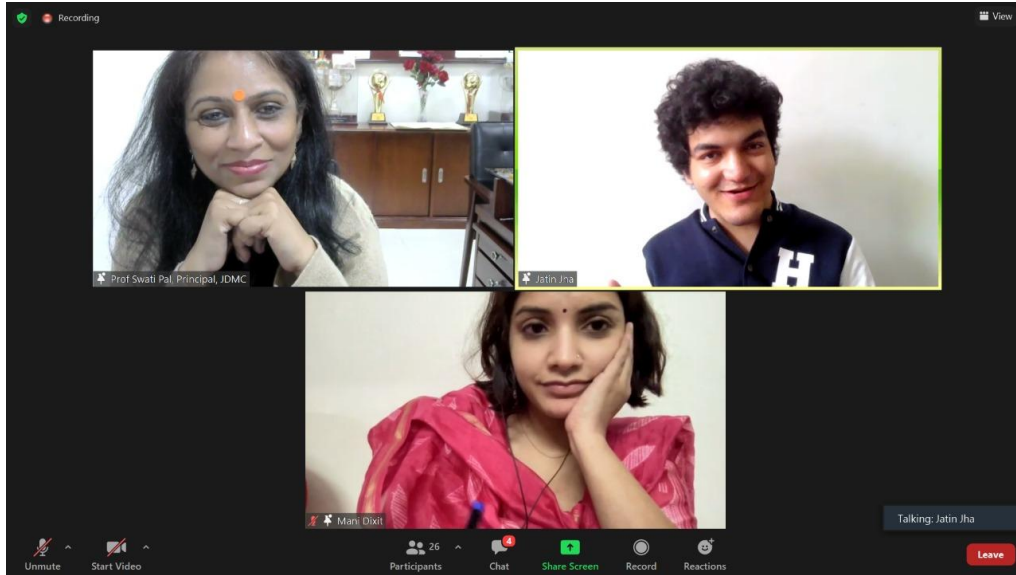 Recording
View
Prof Swati Pal, Principal, JDMC
Jatin Jha
H
Mani Dixit
Talking: Jatin Jha
Unmute
Start Video
26
Participants
4
Chat
Share Screen
Record
Reactions
Leave